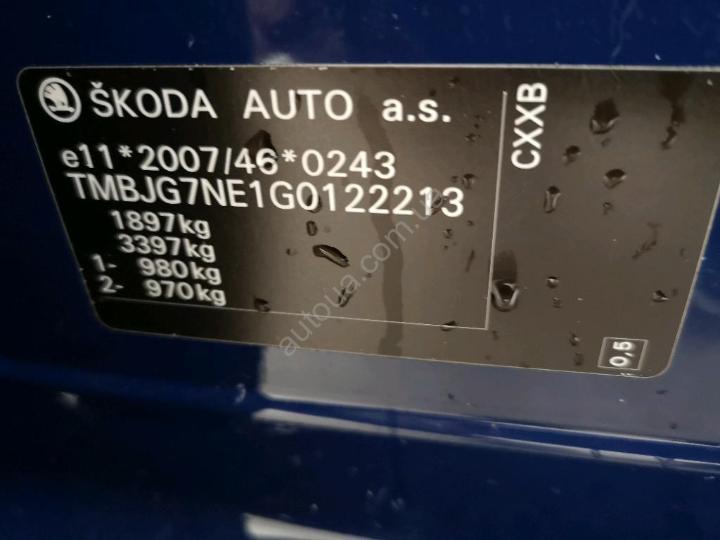 ŠKODA AUTO a.s.
e11*2007/46*0243
TMBJG7NE1G0122213
1897kg
3397kg
1- 980kg
2- 970kg
CXXB
0,5
autoua.com.ua